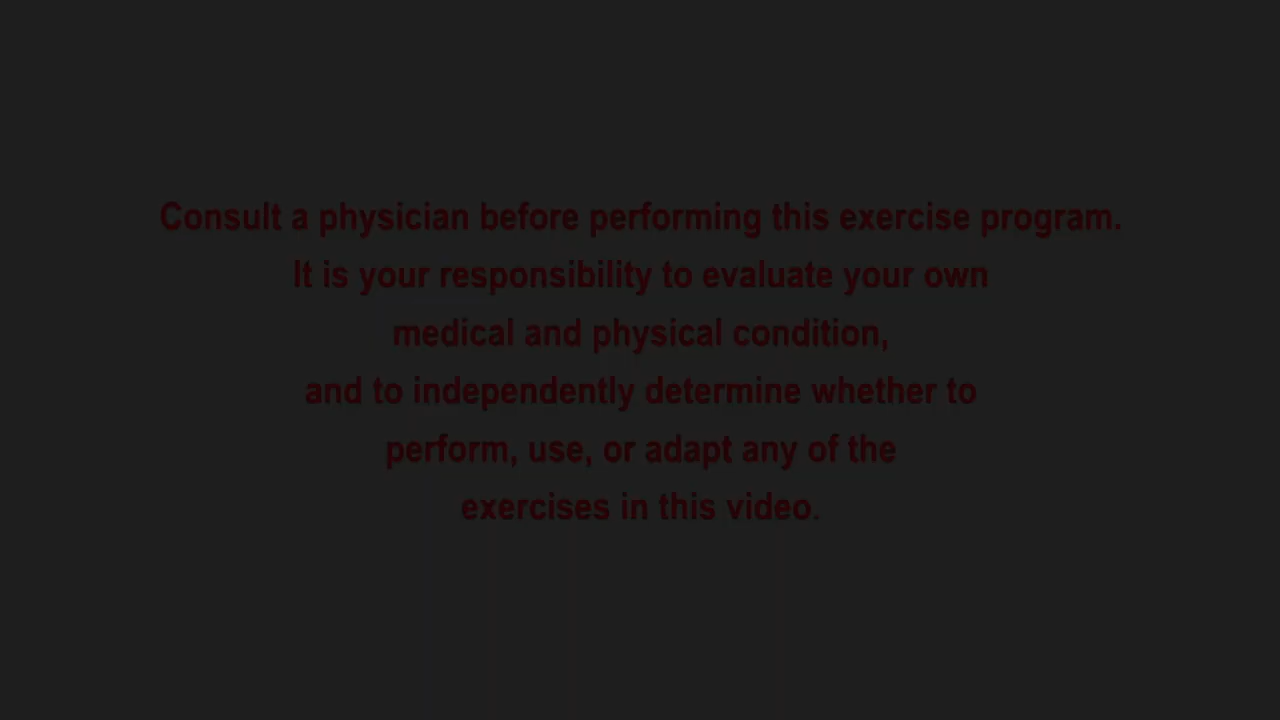 Consult a physician before performing this exercise program.
It is your responsibility to evaluate your own
medical and physical condition,
and to independently determine whether to
perform, use, or adapt any of the
exercises in this video.